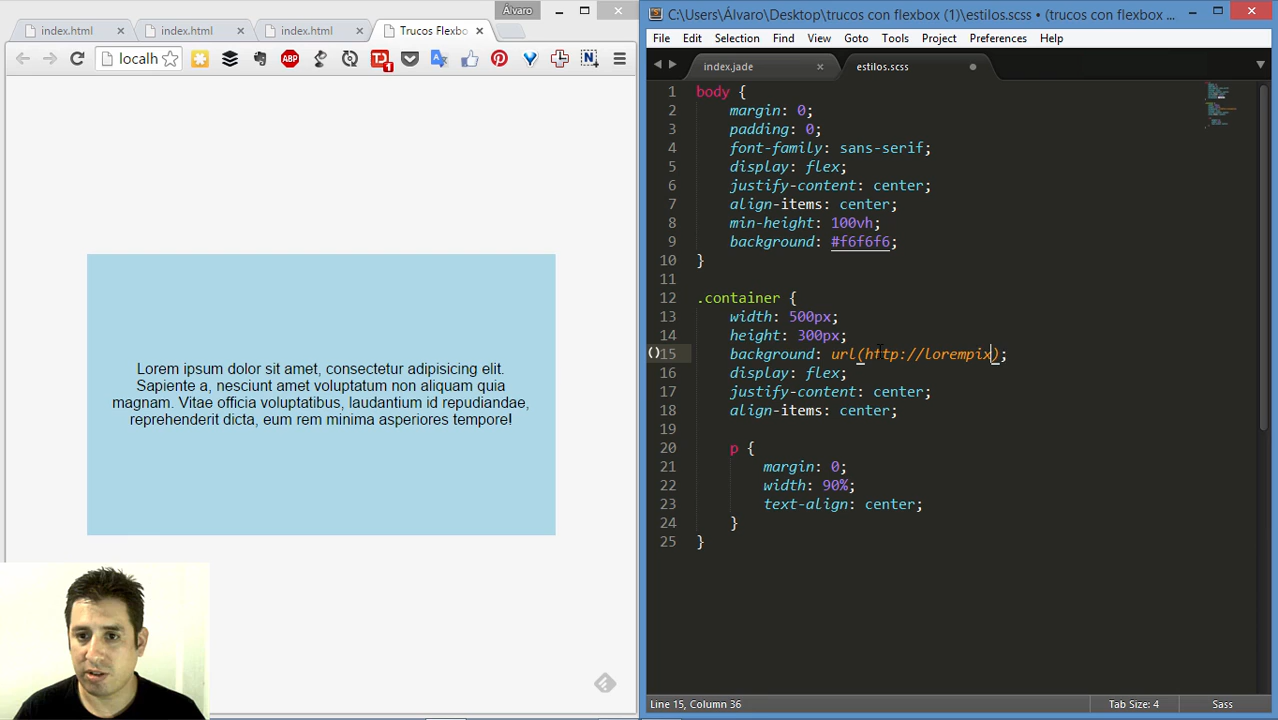 Álvaro
index.html
index.html
index.html
Trucos Flexbo
localh
ABP
TD
1
N
Lorem ipsum dolor sit amet, consectetur adipisicing elit.
Sapiente a, nesciunt amet voluptatum non aliquam quia
magnam. Vitae officia voluptatibus, laudantium id repudiandae,
reprehenderit dicta, eum rem minima asperiores tempore!
C:\Users\Álvaro\Desktop\trucos con flexbox (1)\estilos.scss • (trucos con flexbox ...
File Edit Selection Find View Goto Tools Project Preferences Help
index.jade
estilos.scss
1 body {
2 margin: 0;
3 padding: 0;
4 font-family: sans-serif;
5 display: flex;
6 justify-content: center;
7 align-items: center;
8 min-height: 100vh;
9 background: #f6f6f6;
10 }
11
12 .container {
13 width: 500px;
14 height: 300px;
15 background: url(http://lorempix);
16 display: flex;
17 justify-content: center;
18 align-items: center;
19
20 p {
21 margin: 0;
22 width: 90%;
23 text-align: center;
24 }
25 }
Line 15, Column 36
Tab Size: 4
Sass